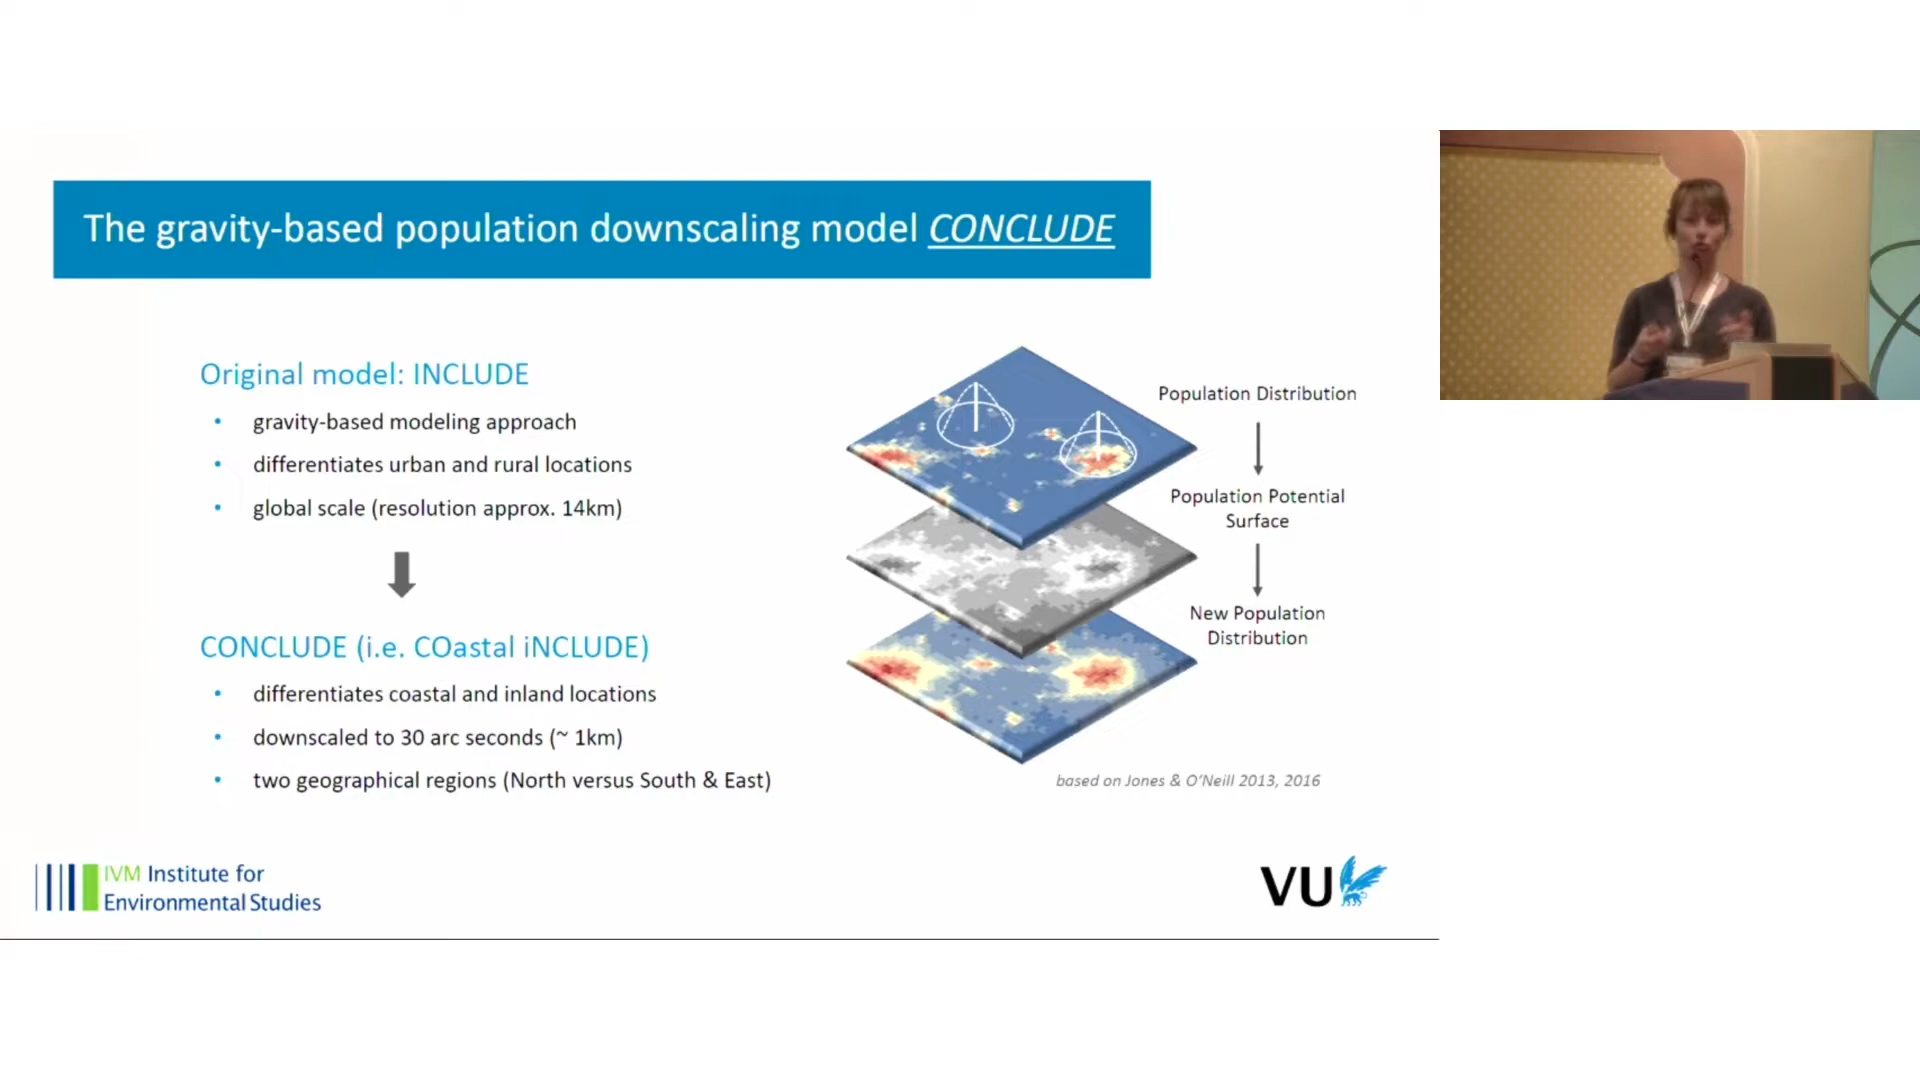 The gravity-based population downscaling model CONCLUDE
Original model: INCLUDE
• gravity-based modeling approach
• differentiates urban and rural locations
• global scale (resolution approx. 14km)
CONCLUDE (i.e. COastal iNCLUDE)
• differentiates coastal and inland locations
• downscaled to 30 arc seconds (~ 1km)
• two geographical regions (North versus South & East)
Population Distribution
Population Potential
Surface
New Population
Distribution
based on Jones & O'Neill 2013, 2016
IVM Institute for
Environmental Studies
VU